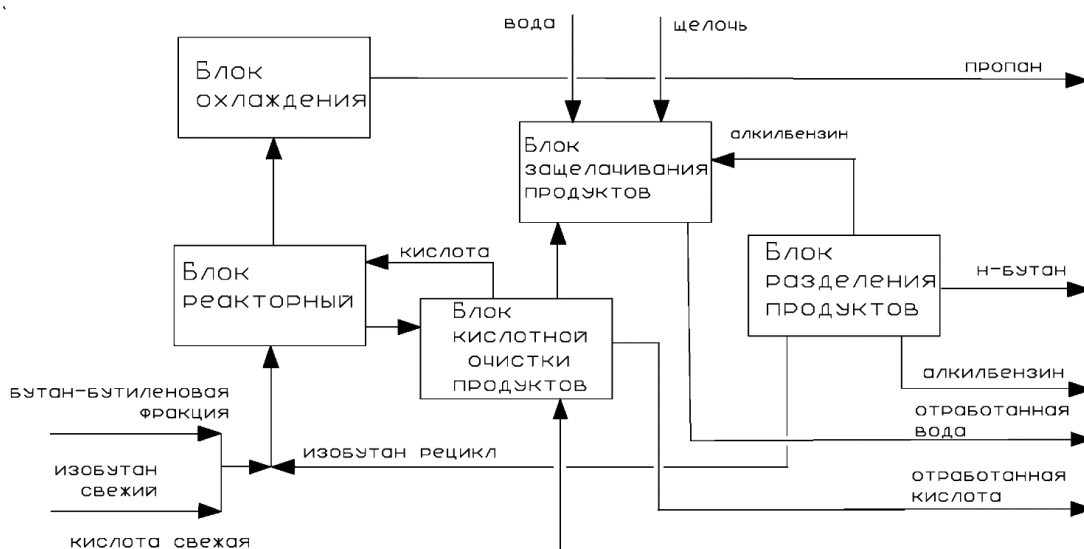 вода
щелочь
Блок
охлаждения
пропан
Блок
защелачивания
продуктов
алкилбензин
Блок
реакторный
кислота
Блок
разделения
продуктов
н-бутан
Блок
кислотной
очистки
продуктов
бутан-бутиленовая
фракция
алкилбензин
отработанная
вода
изобутан рецикл
изобутан
свежий
отработанная
кислота
кислота свежая